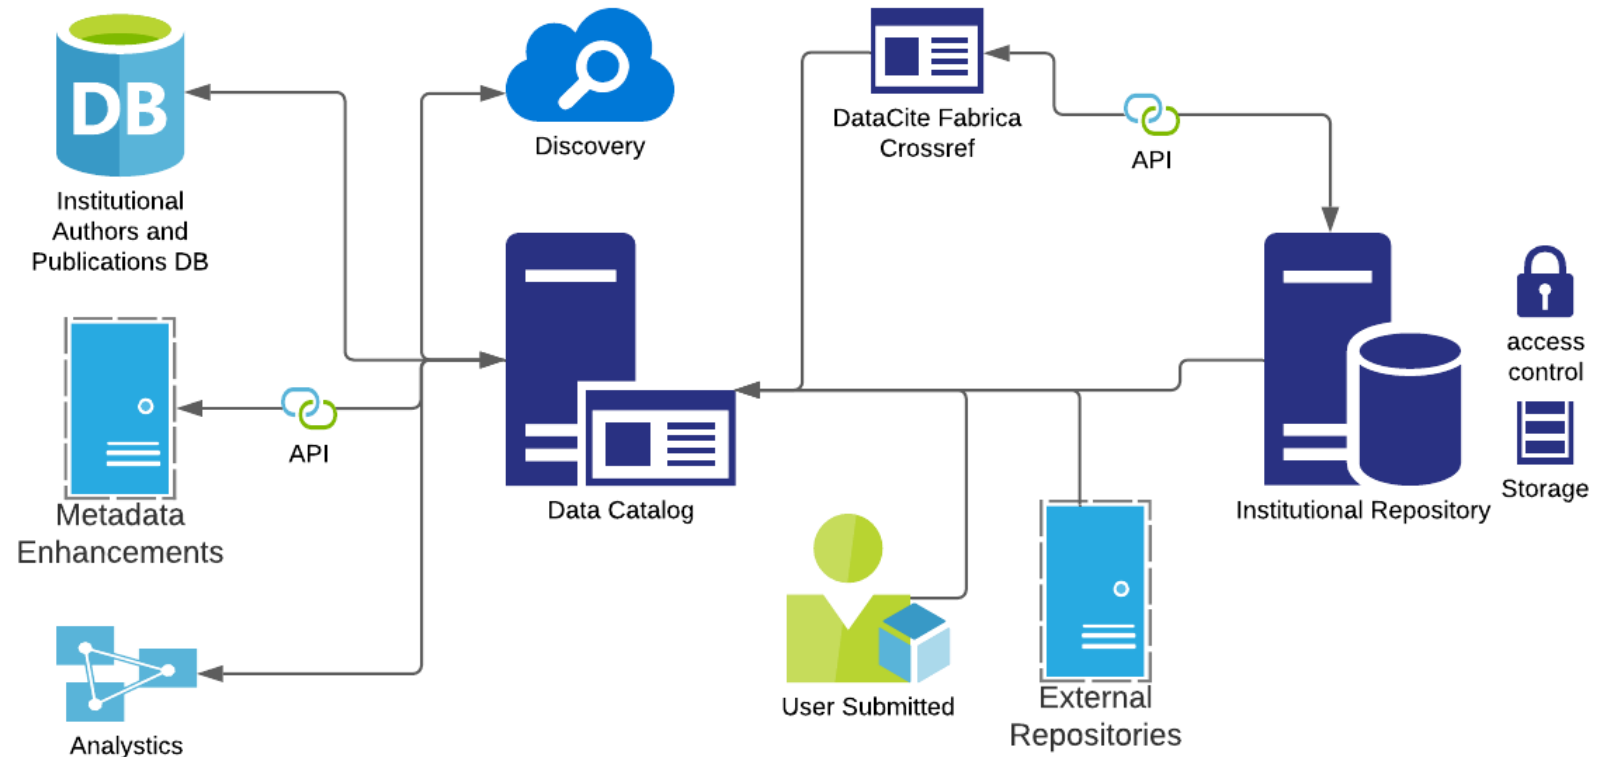 DB
Institutional
Authors and
Publications DB
Discovery
DataCite Fabrica
Crossref
API
access
control
Storage
Institutional Repository
Data Catalog
API
Metadata
Enhancements
User Submitted
External
Repositories
Analystics